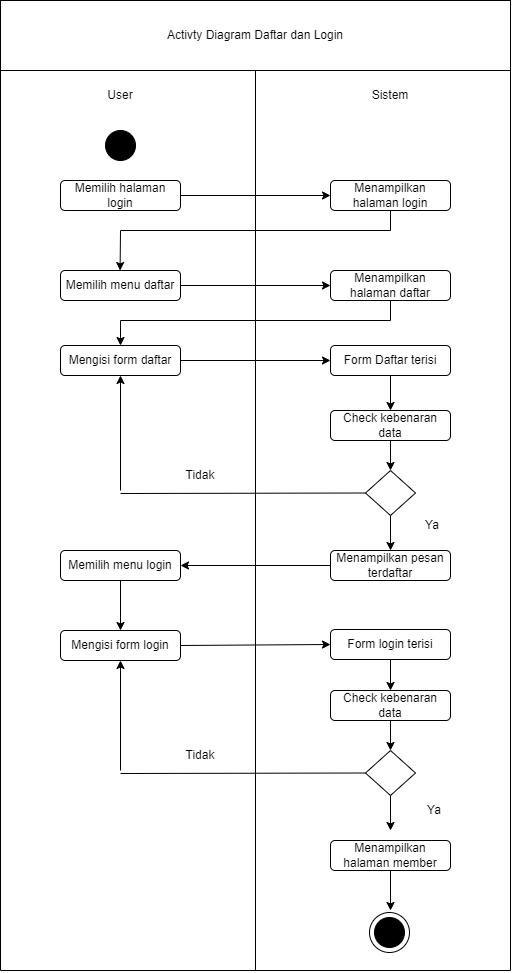 Activty Diagram Daftar dan Login
User
Sistem
Memilih halaman
login
Menampilkan
halaman login
Memilih menu daftar
Menampilkan
halaman daftar
Mengisi form daftar
Form Daftar terisi
Check kebenaran
data
Tidak
Ya
Memilih menu login
Menampilkan pesan
terdaftar
Mengisi form login
Form login terisi
Check kebenaran
data
Tidak
Ya
Menampilkan
halaman member